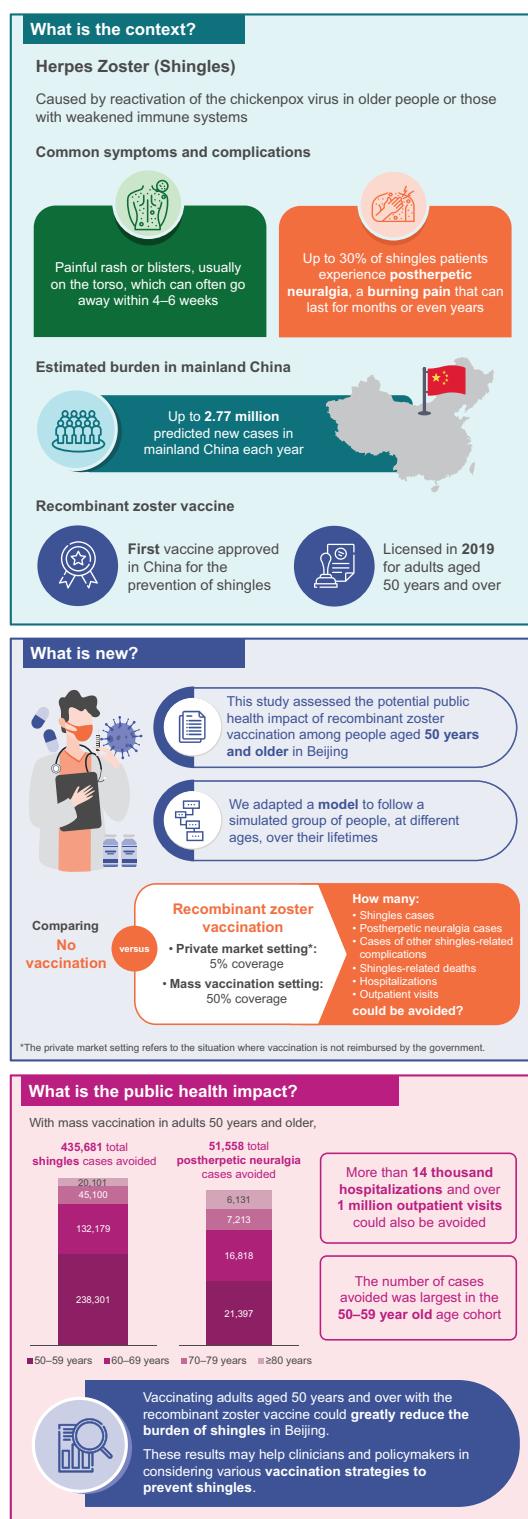 What is the context?
Herpes Zoster (Shingles)
Caused by reactivation of the chickenpox virus in older people or those
with weakened immune systems
Common symptoms and complications
Painful rash or blisters, usually
on the torso, which can often go
away within 4–6 weeks
Up to 30% of shingles patients
experience postherpetic
neuralgia, a burning pain that can
last for months or even years
Estimated burden in mainland China
Up to 2.77 million
predicted new cases in
mainland China each year
Recombinant zoster vaccine
First vaccine approved
in China for the
prevention of shingles
Licensed in 2019
for adults aged
50 years and over
What is new?
This study assessed the potential public
health impact of recombinant zoster
vaccination among people aged 50 years
and older in Beijing
We adapted a model to follow a
simulated group of people, at different
ages, over their lifetimes
Comparing
No
vaccination
versus
Recombinant zoster
vaccination
• Private market setting*:
5% coverage
• Mass vaccination setting:
50% coverage
How many:
• Shingles cases
• Postherpetic neuralgia cases
• Cases of other shingles-related
complications
• Shingles-related deaths
• Hospitalizations
• Outpatient visits
could be avoided?
*The private market setting refers to the situation where vaccination is not reimbursed by the government.
What is the public health impact?
With mass vaccination in adults 50 years and older,
435,681 total
shingles cases avoided
20,101
45,100
132,179
238,301
51,558 total
postherpetic neuralgia
cases avoided
6,131
7,213
16,818
21,397
50–59 years 60–69 years 70–79 years ≥80 years
More than 14 thousand
hospitalizations and over
1 million outpatient visits
could also be avoided
The number of cases
avoided was largest in the
50–59 year old age cohort
Vaccinating adults aged 50 years and over with the
recombinant zoster vaccine could greatly reduce the
burden of shingles in Beijing.
These results may help clinicians and policymakers in
considering various vaccination strategies to
prevent shingles.